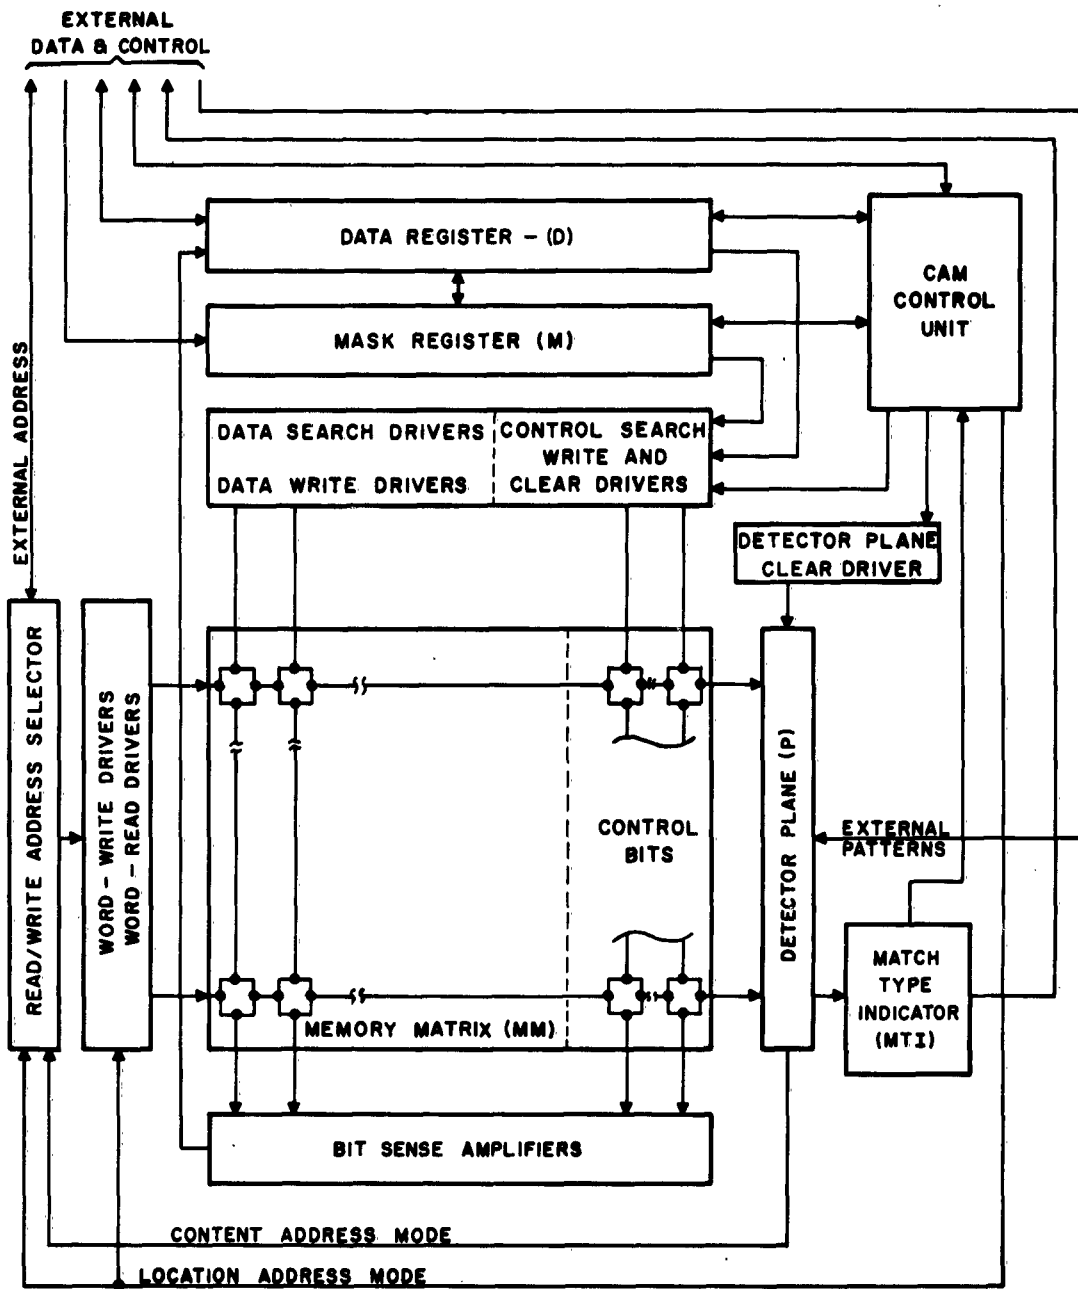 EXTERNAL
DATA & CONTROL
DATA REGISTER - (D)
CAM
CONTROL
UNIT
MASK REGISTER (M)
EXTERNAL ADDRESS
DATA SEARCH DRIVERS
DATA WRITE DRIVERS
CONTROL SEARCH
WRITE AND
CLEAR DRIVERS
DETECTOR PLANE
CLEAR DRIVER
READ/WRITE ADDRESS SELECTOR
WORD-WRITE DRIVERS
WORD-READ DRIVERS
CONTROL
BITS
DETECTOR PLANE (P)
EXTERNAL
PATTERNS
MATCH
TYPE
INDICATOR
(MTI)
MEMORY MATRIX (MM)
BIT SENSE AMPLIFIERS
CONTENT ADDRESS MODE
LOCATION ADDRESS MODE